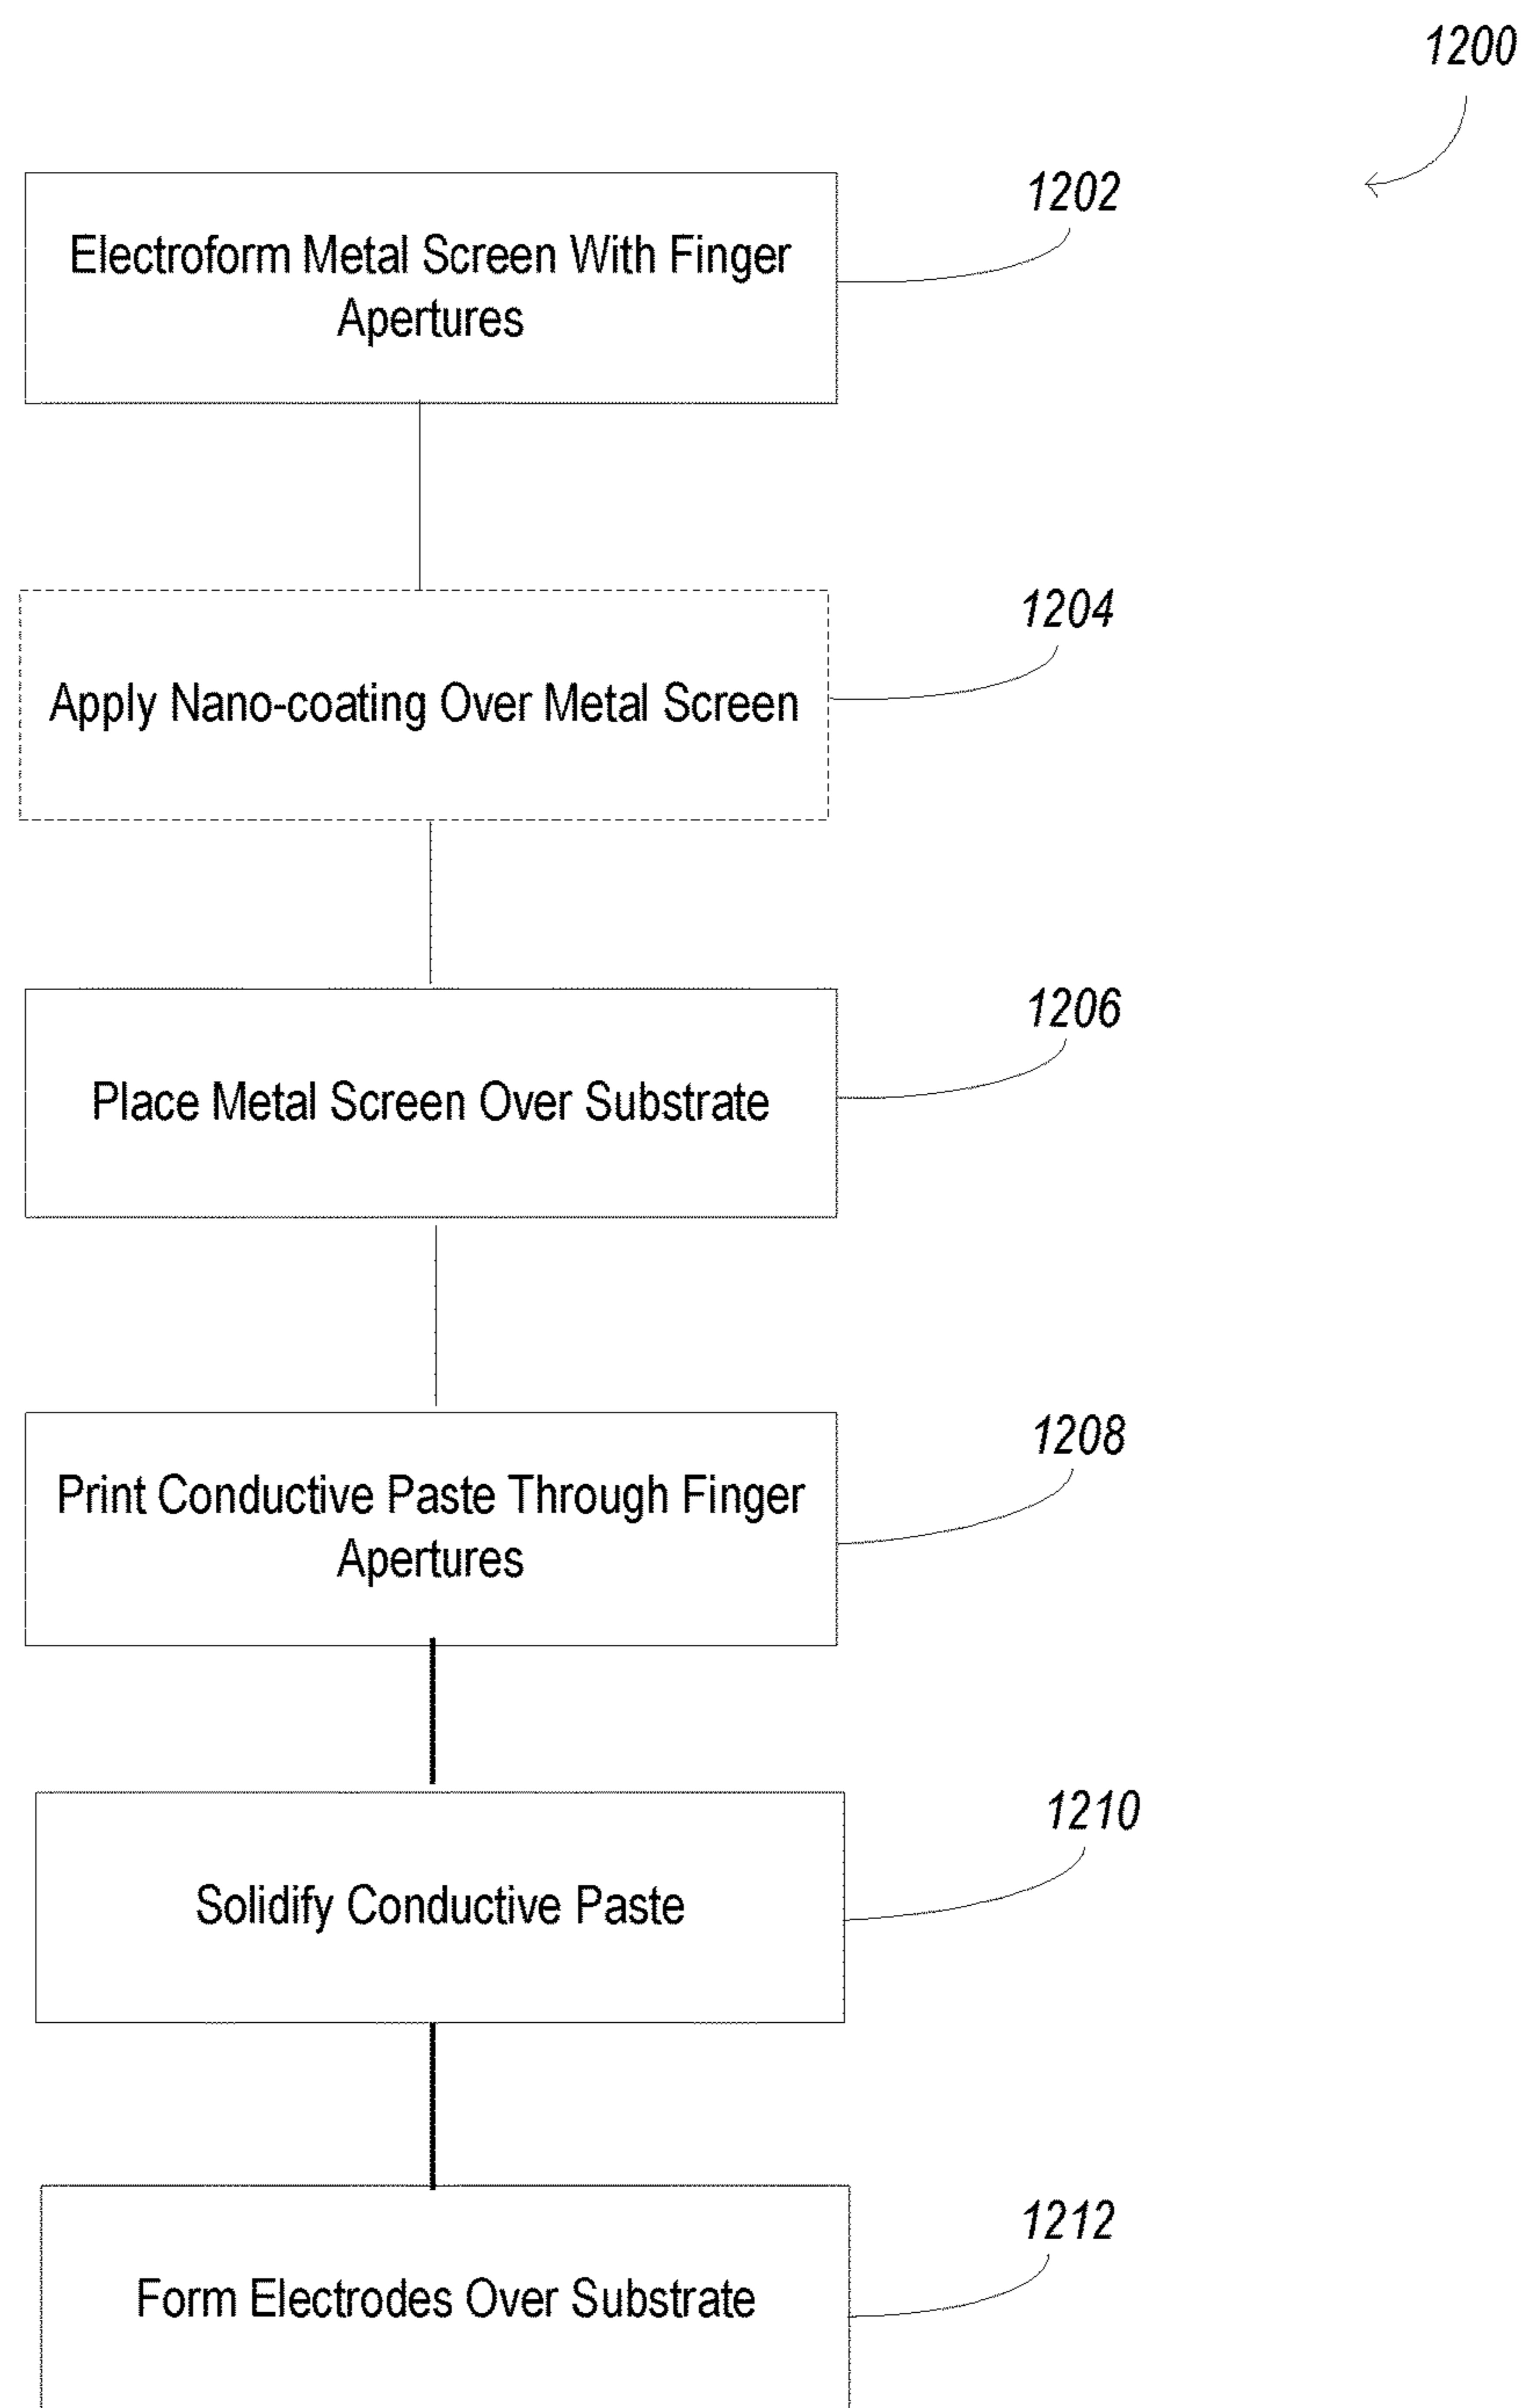 1200
1202
Electroform Metal Screen With Finger
Apertures
1204
Apply Nano-coating Over Metal Screen
1206
Place Metal Screen Over Substrate
1208
Print Conductive Paste Through Finger
Apertures
1210
Solidify Conductive Paste
1212
Form Electrodes Over Substrate